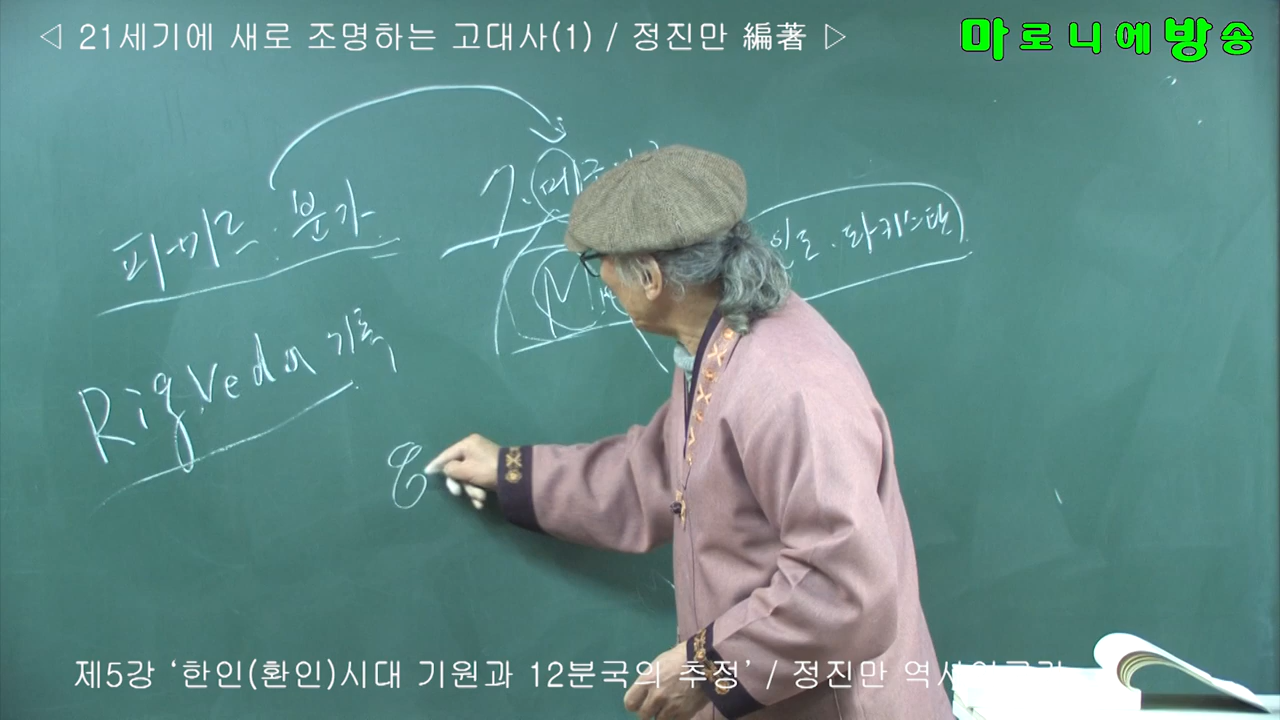 ◁ 21세기에 새로 조명하는 고대사(1) / 정진만 編著 ▷
마로니에방송
피·미르·분가
7.
인도·파키스탄
Rig Veda 기록
제5강 ‘한인(환인)시대 기원과 12분국의 추정’ / 정진만